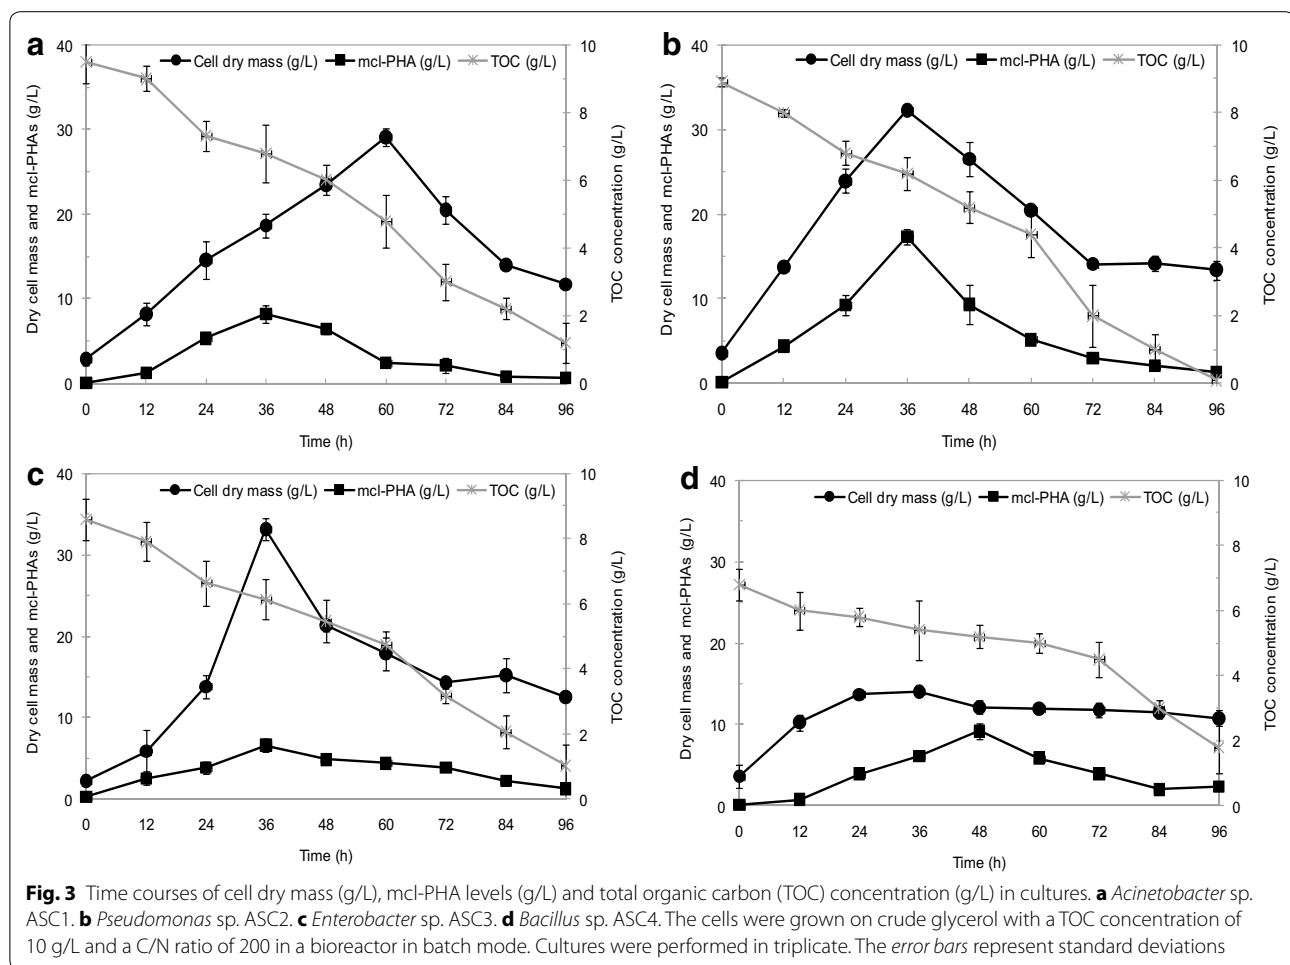 a
Cell dry mass (g/L) mcl-PHA (g/L) TOC (g/L)
Dry cell mass and mcl-PHAs (g/L)
40
30
20
10
0
0 12 24 36 48 60 72 84 96
Time (h)
10
8
6
4
2
0
TOC concentration (g/L)
b
Cell dry mass (g/L) mcl-PHA (g/L) TOC (g/L)
Dry cell mass and mcl-PHAs (g/L)
40
30
20
10
0
0 12 24 36 48 60 72 84 96
Time (h)
10
8
6
4
2
0
TOC concentration (g/L)
c
Cell dry mass (g/L) mcl-PHA (g/L) TOC (g/L)
Dry cell mass and mcl-PHAs (g/L)
40
30
20
10
0
0 12 24 36 48 60 72 84 96
Time (h)
10
8
6
4
2
0
TOC concentration (g/L)
d
Cell dry mass (g/L) mcl-PHA (g/L) TOC (g/L)
Dry cell mass and mcl-PHAs (g/L)
40
30
20
10
0
0 12 24 36 48 60 72 84 96
Time (h)
10
8
6
4
2
0
TOC concentration (g/L)
Fig. 3 Time courses of cell dry mass (g/L), mcl-PHA levels (g/L) and total organic carbon (TOC) concentration (g/L) in cultures. a Acinetobacter sp.
ASC1. b Pseudomonas sp. ASC2. c Enterobacter sp. ASC3. d Bacillus sp. ASC4. The cells were grown on crude glycerol with a TOC concentration of
10 g/L and a C/N ratio of 200 in a bioreactor in batch mode. Cultures were performed in triplicate. The error bars represent standard deviations